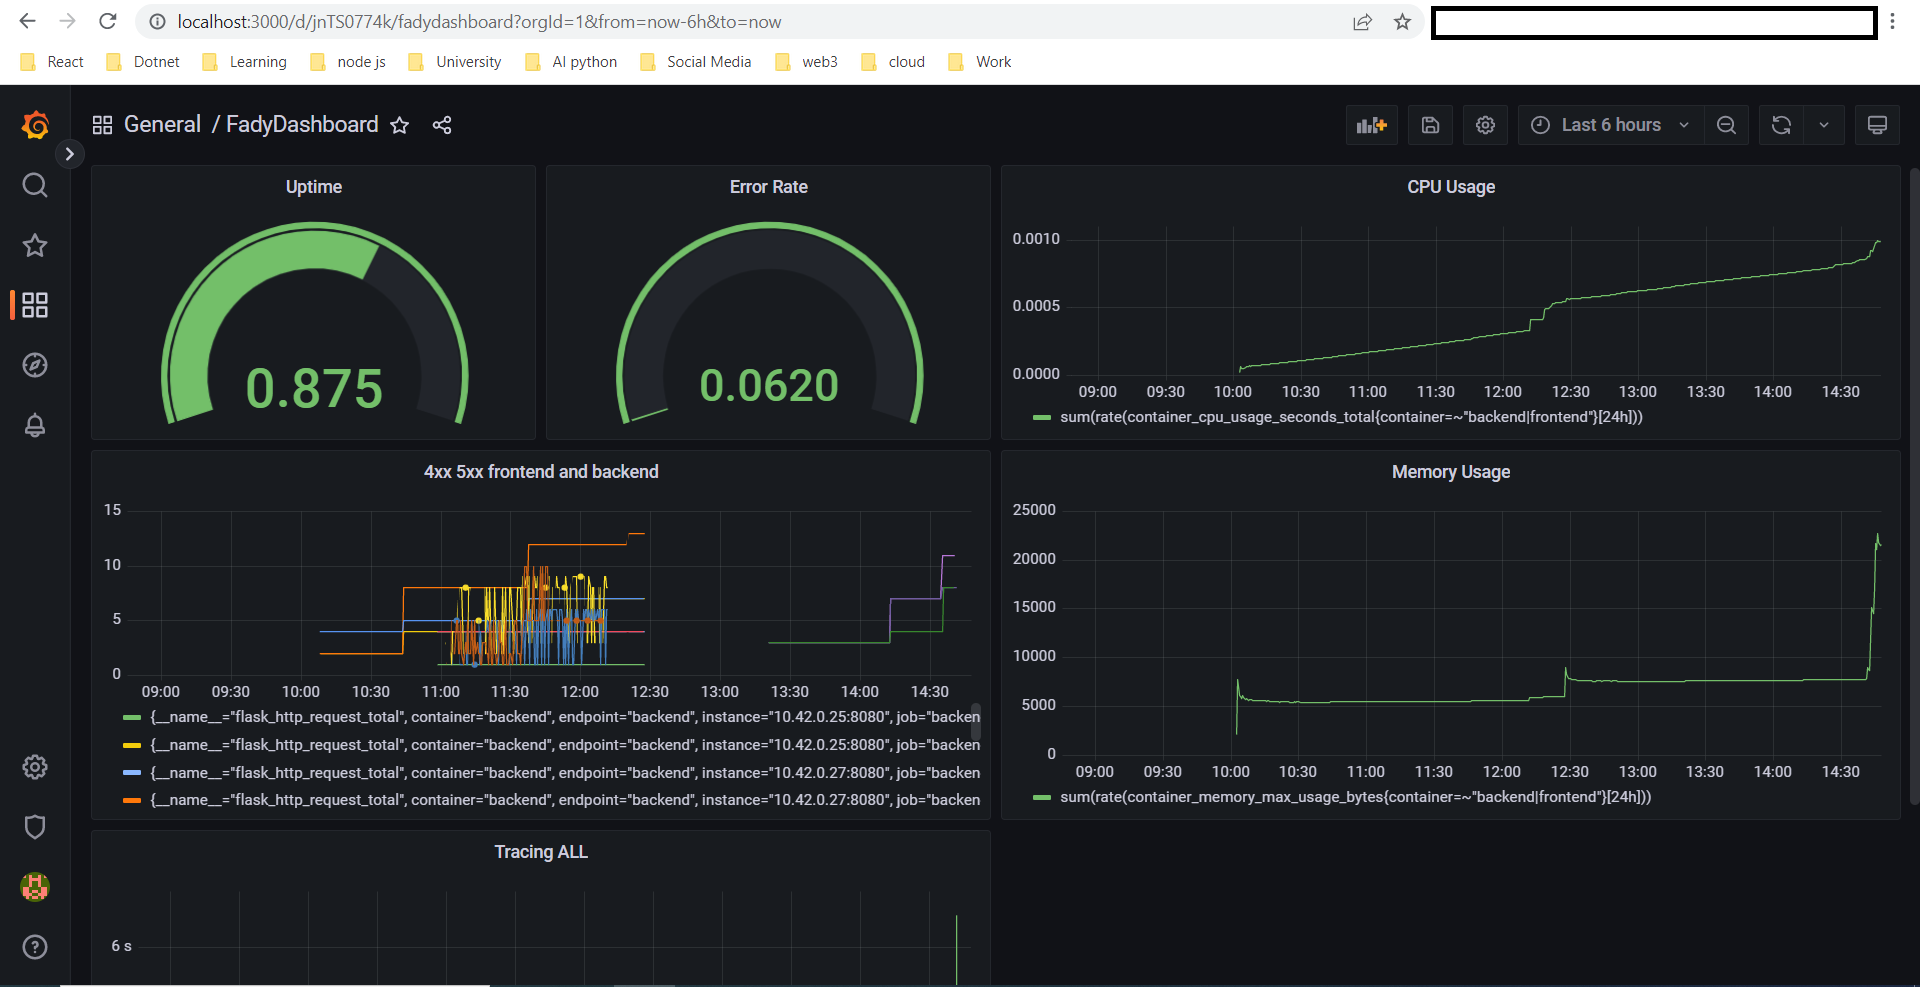 localhost:3000/d/jnTS0774k/fadydashboard?orgId=1&from=now-6h&to=now
React Dotnet Learning node js University AI python Social Media web3 cloud Work
General / FadyDashboard
Last 6 hours
Uptime
0.875
Error Rate
0.0620
CPU Usage
0.0010
0.0005
0.0000
09:00 09:30 10:00 10:30 11:00 11:30 12:00 12:30 13:00 13:30 14:00 14:30
sum(rate(container_cpu_usage_seconds_total{container=~"backend|frontend"}[24h]))
4xx 5xx frontend and backend
15
10
5
0
09:00 09:30 10:00 10:30 11:00 11:30 12:00 12:30 13:00 13:30 14:00 14:30
{__name__="flask_http_request_total", container="backend", endpoint="backend", instance="10.42.0.25:8080", job="backen
{__name__="flask_http_request_total", container="backend", endpoint="backend", instance="10.42.0.25:8080", job="backen
{__name__="flask_http_request_total", container="backend", endpoint="backend", instance="10.42.0.27:8080", job="backen
{__name__="flask_http_request_total", container="backend", endpoint="backend", instance="10.42.0.27:8080", job="backen
Memory Usage
25000
20000
15000
10000
5000
0
09:00 09:30 10:00 10:30 11:00 11:30 12:00 12:30 13:00 13:30 14:00 14:30
sum(rate(container_memory_max_usage_bytes{container=~"backend|frontend"}[24h]))
Tracing ALL
6 s